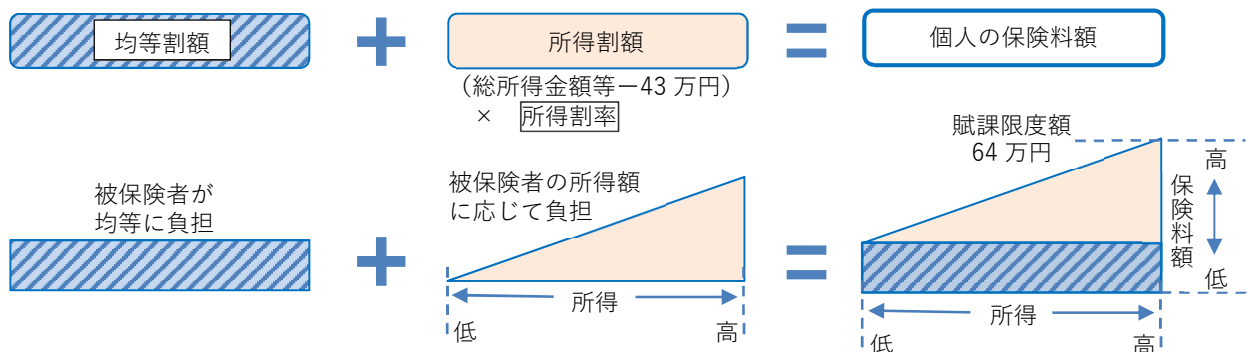 均等割額
+
所得割額
=
個人の保険料額
(総所得金額等ー43 万円)
× 所得割率
被保険者が
均等に負担
+
被保険者の所得額
に応じて負担
所得
低
高
=
賦課限度額
64 万円
高
保険料額
低
所得
低
高